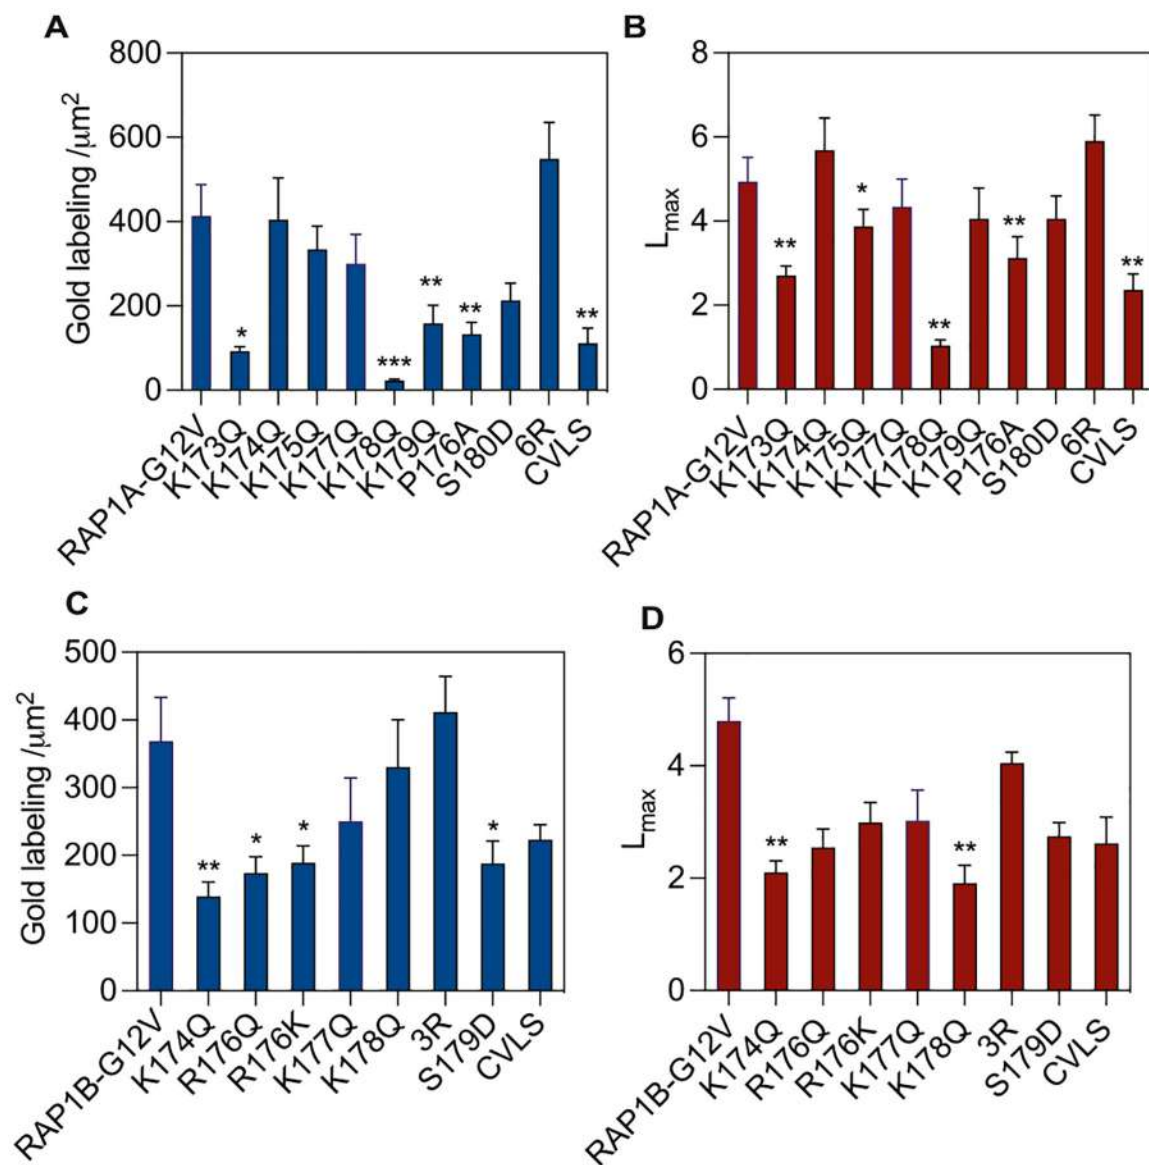 A
Gold labeling /μm²
800
600
400
200
0
*
***
**
**
**
RAP1A-G12V
K173Q
K174Q
K175Q
K177Q
K178Q
K179Q
P176A
S180D
6R
CVLS
B
Lmax
8
6
4
2
0
**
*
**
**
**
RAP1A-G12V
K173Q
K174Q
K175Q
K177Q
K178Q
K179Q
P176A
S180D
6R
CVLS
C
Gold labeling /μm²
500
400
300
200
100
0
**
*
*
*
RAP1B-G12V
K174Q
R176Q
R176K
K177Q
K178Q
3R
S179D
CVLS
D
Lmax
6
4
2
0
**
**
RAP1B-G12V
K174Q
R176Q
R176K
K177Q
K178Q
3R
S179D
CVLS